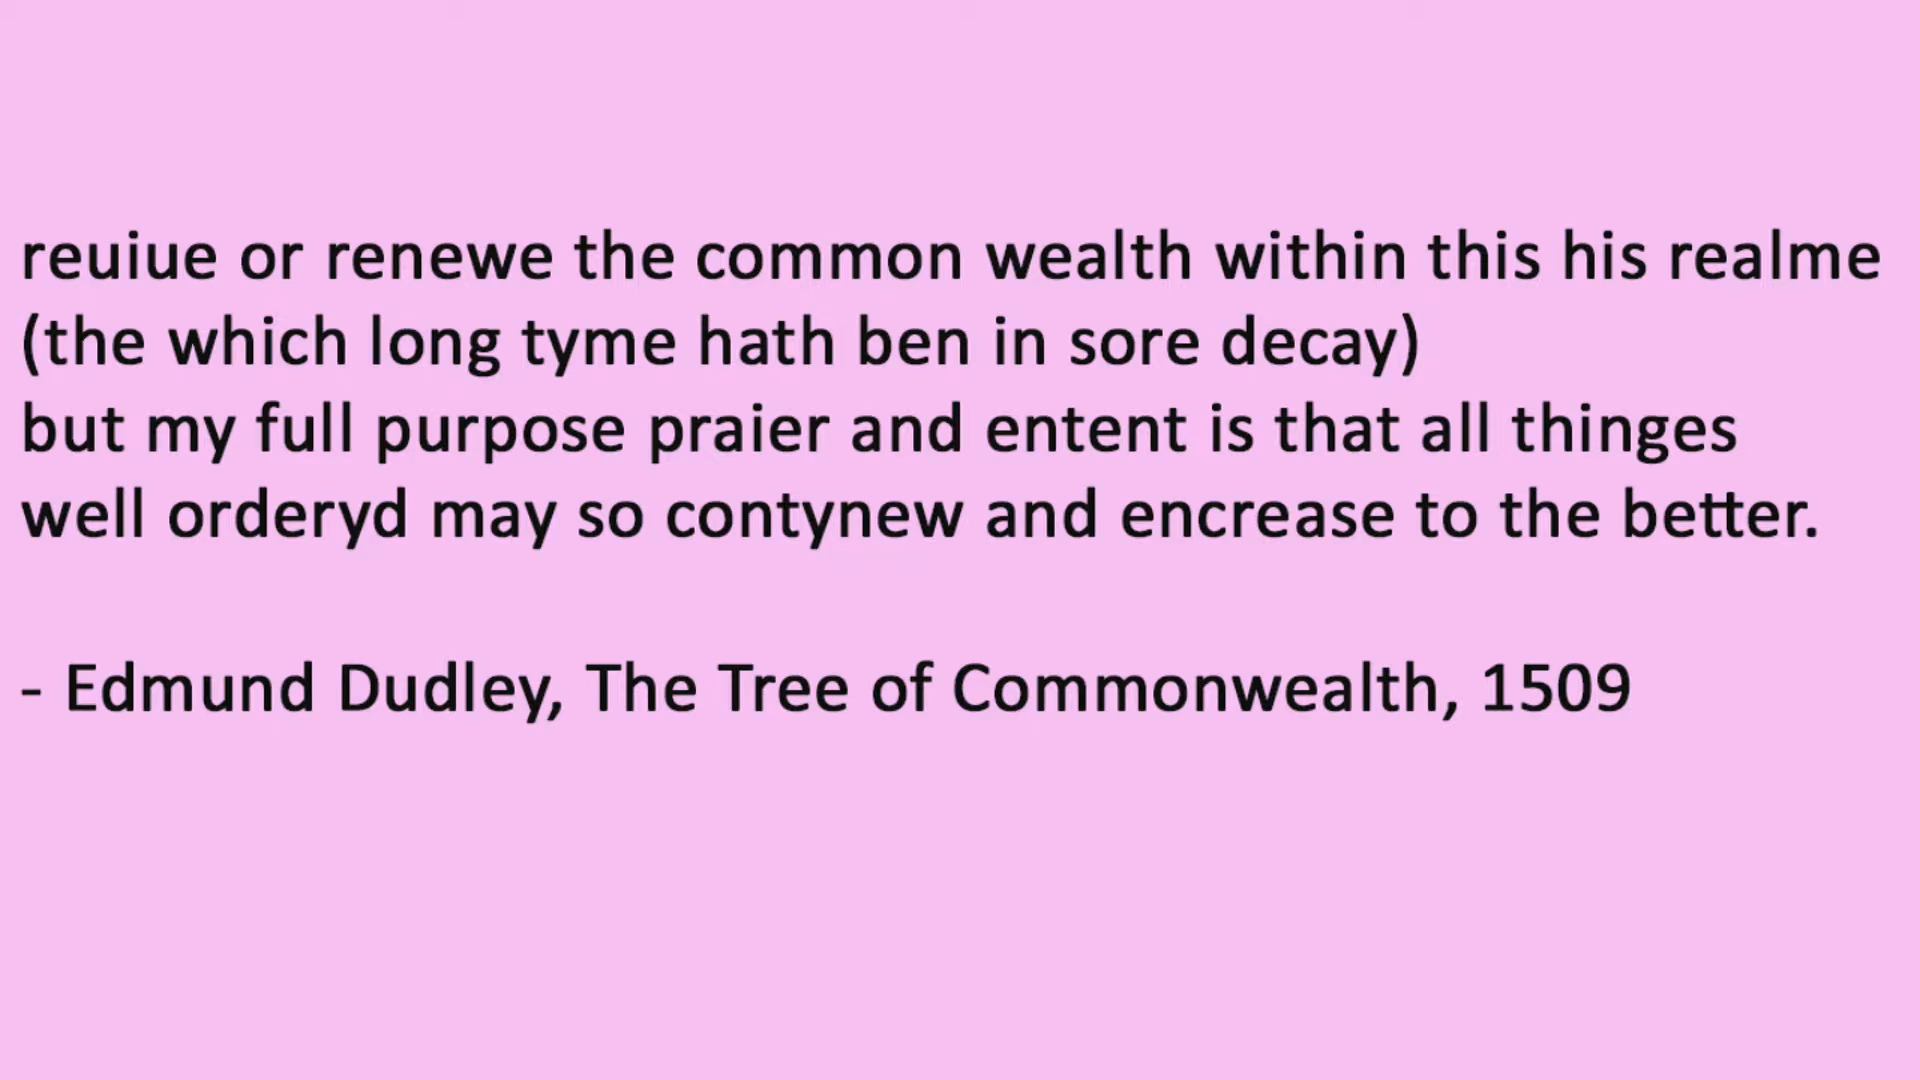 reuiue or renewe the common wealth within this his realme
(the which long tyme hath ben in sore decay)
but my full purpose praier and entent is that all thinges
well orderyd may so contynew and encrease to the better.
- Edmund Dudley, The Tree of Commonwealth, 1509